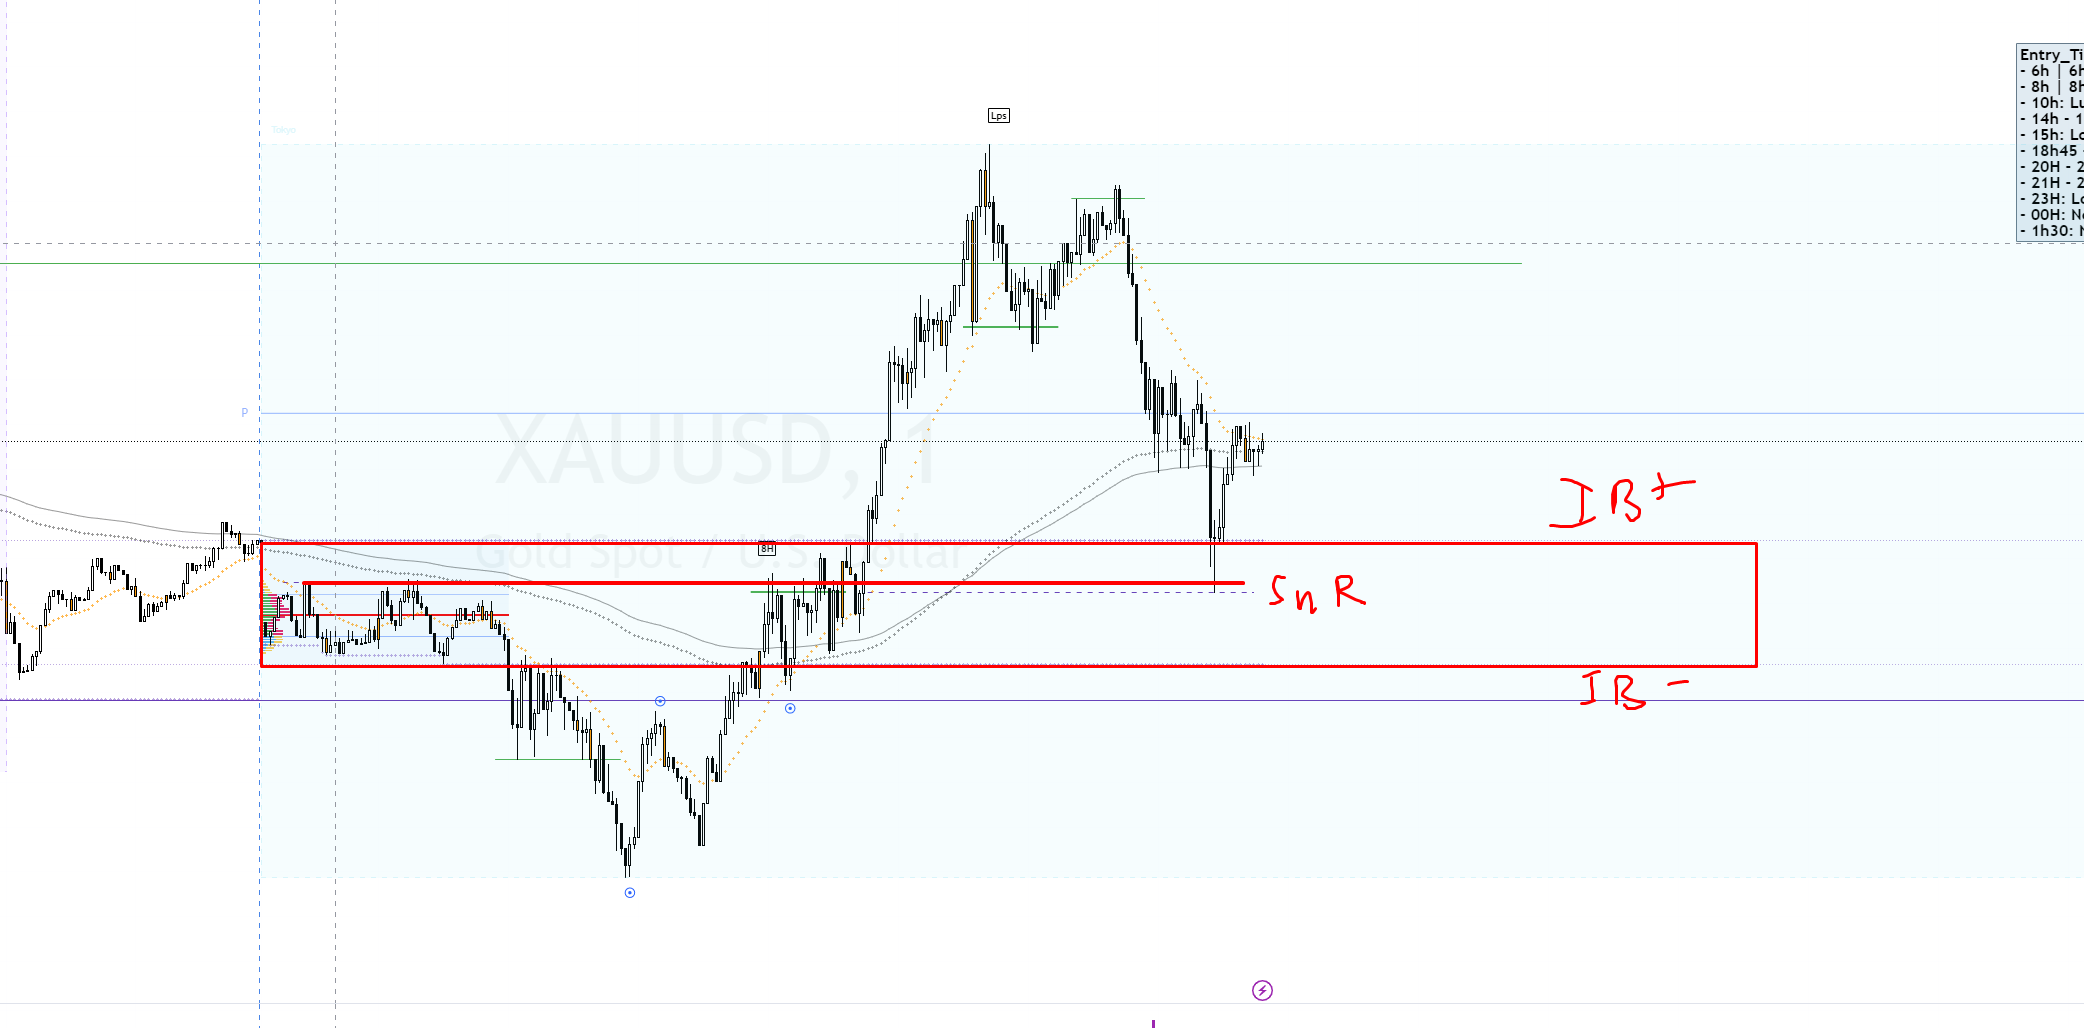 Lps
Entry_Ti
- 6h | 6h
- 8h | 8h
- 10h: Lu
- 14h - 1
- 15h: Lo
- 18h45 -
- 20H - 2
- 21H - 2
- 23H: Lo
- 00H: N
- 1h30: N
Tokyo
P
XAUUSD, 1
IB+
8H
Gold Spot / U.S. Dollar
SnR
IB-